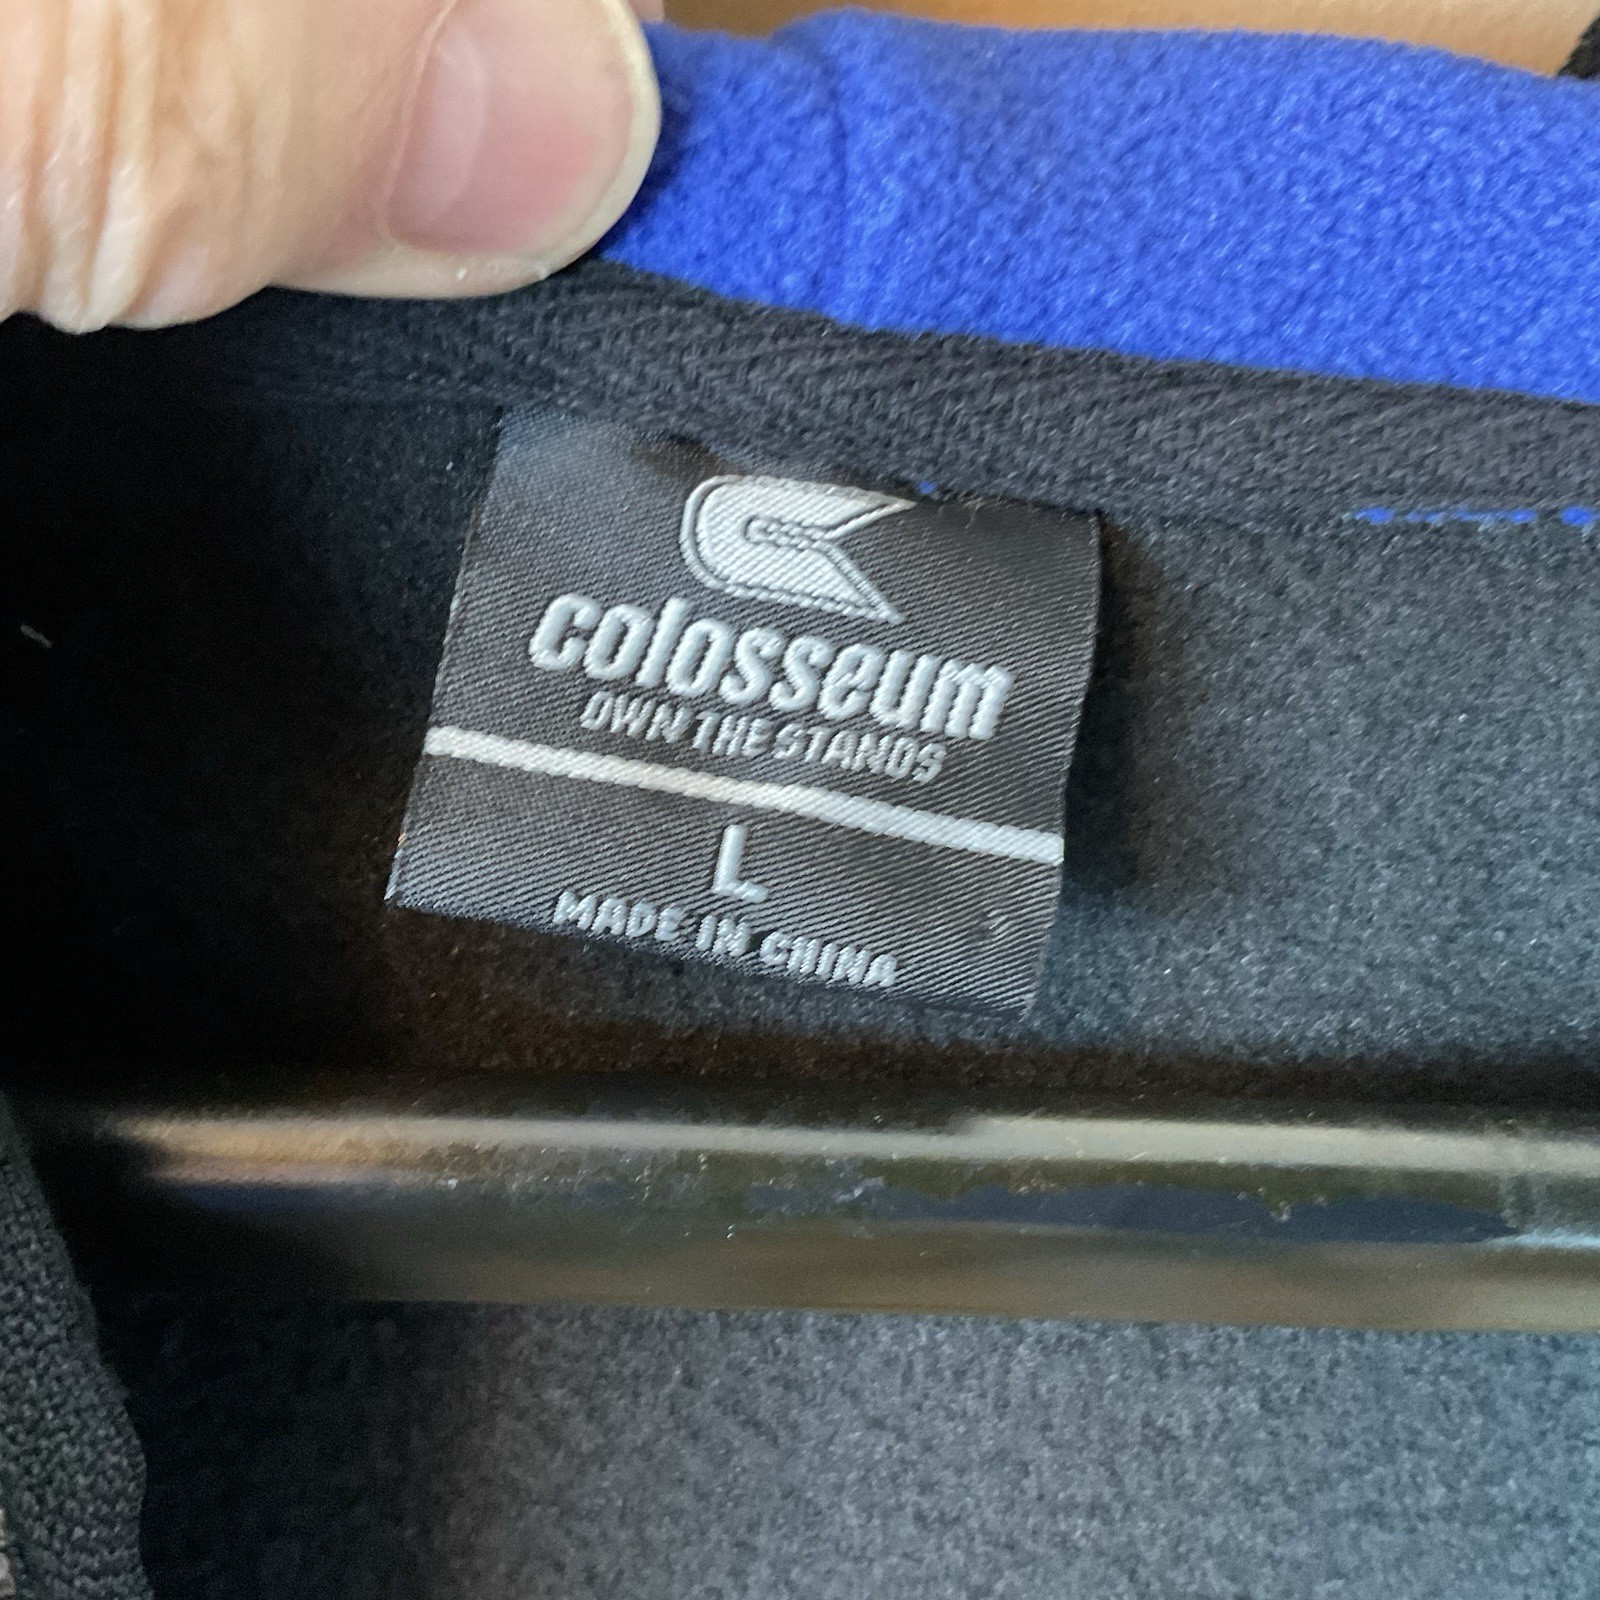 colosseum
OWN THE STANDS
L
MADE IN CHINA